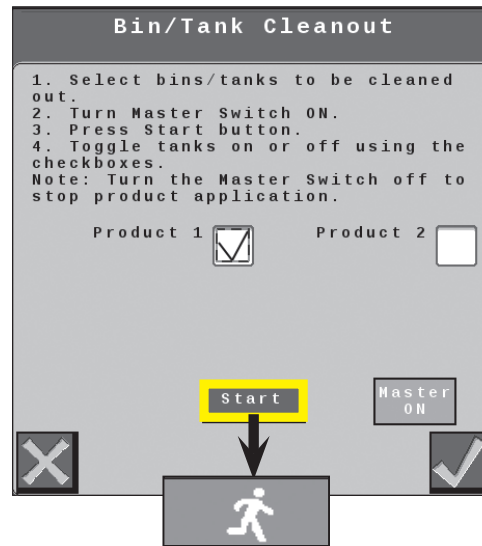 Bin/Tank Cleanout
1. Select bins/tanks to be cleaned
out.
2. Turn Master Switch ON.
3. Press Start button.
4. Toggle tanks on or off using the
checkboxes.
Note: Turn the Master Switch off to
stop product application.
Product 1 Product 2
Start
Master
ON